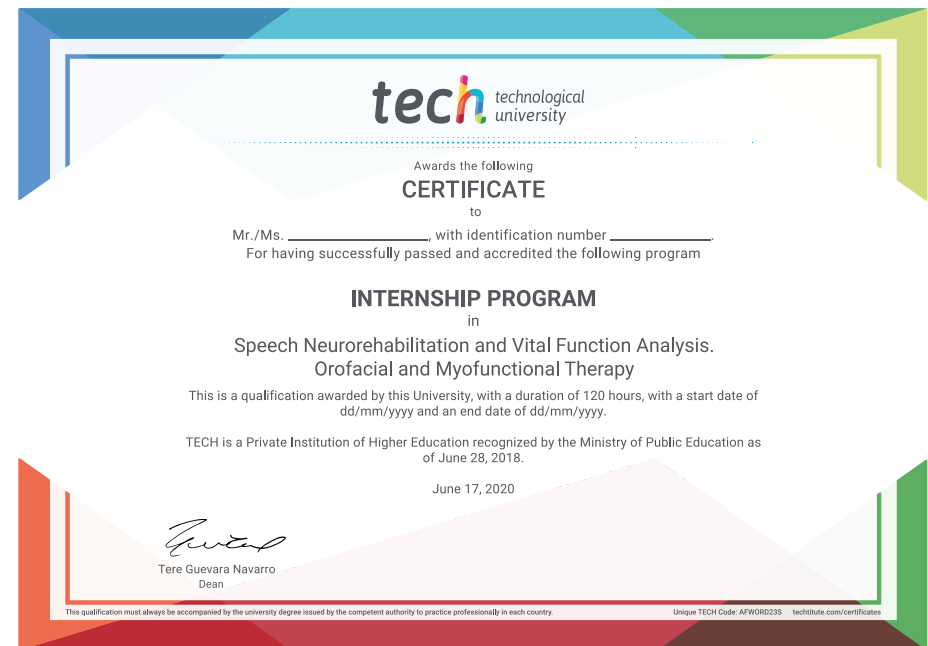 tech technological
university
Awards the following
CERTIFICATE
to
Mr./Ms. ____________________, with identification number ______________.
For having successfully passed and accredited the following program
INTERNSHIP PROGRAM
in
Speech Neurorehabilitation and Vital Function Analysis.
Orofacial and Myofunctional Therapy
This is a qualification awarded by this University, with a duration of 120 hours, with a start date of
dd/mm/yyyy and an end date of dd/mm/yyyy.
TECH is a Private Institution of Higher Education recognized by the Ministry of Public Education as
of June 28, 2018.
June 17, 2020
Tere Guevara Navarro
Dean
This qualification must always be accompanied by the university degree issued by the competent authority to practice professionally in each country. Unique TECH Code: AFWORD23S techtitute.com/certificates